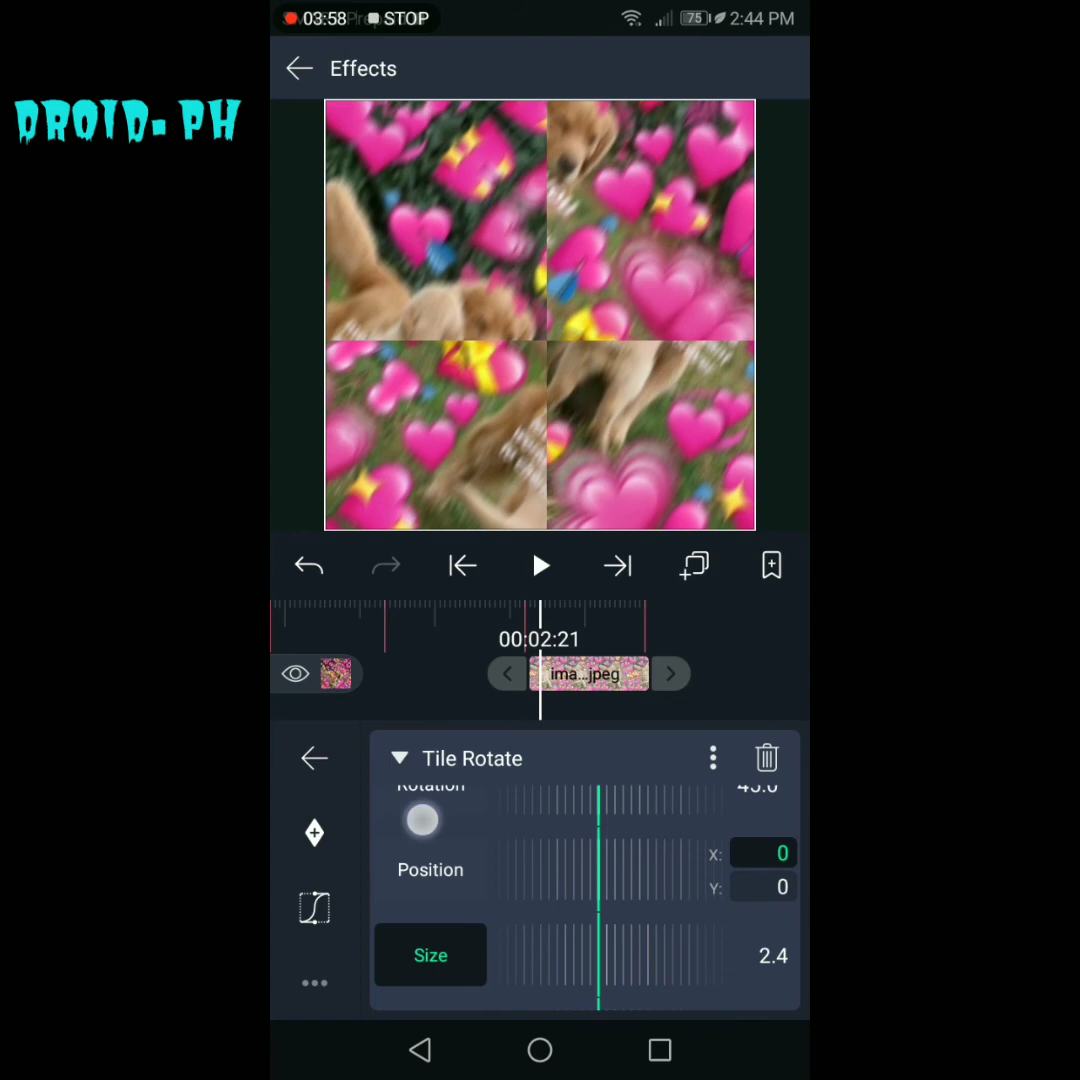 03:58 STOP 75 2:44 PM
Effects
DROID. PH
00:02:21
ima...jpeg
Tile Rotate
Rotation 45.0
Position X: 0
Y: 0
Size 2.4